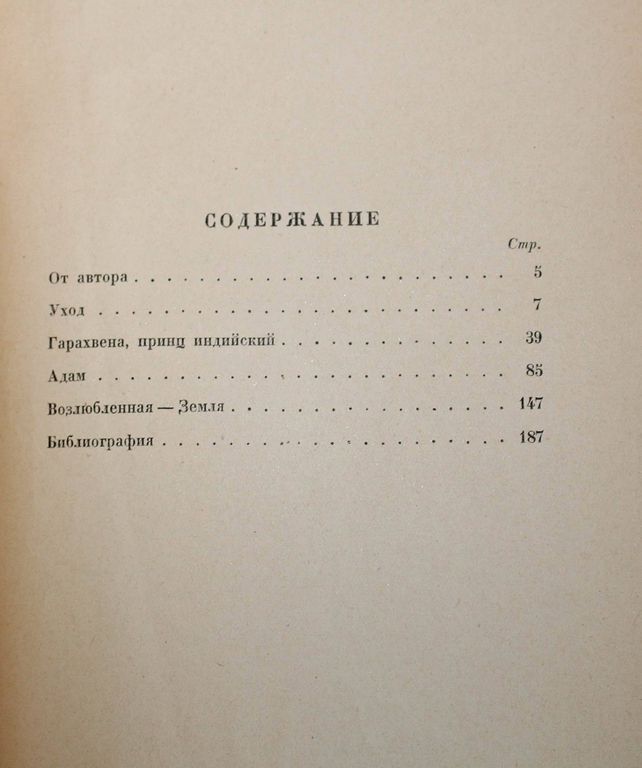 СОДЕРЖАНИЕ
Стр.
От автора . . . . . . . . . . . . . . . . . . . . . . . 5
Уход . . . . . . . . . . . . . . . . . . . . . . . . . 7
Гарахвена, принц индийский . . . . . . . . . . . . . . 39
Адам . . . . . . . . . . . . . . . . . . . . . . . . . 85
Возлюбленная — Земля . . . . . . . . . . . . . . . . . 147
Библиография . . . . . . . . . . . . . . . . . . . . . 187